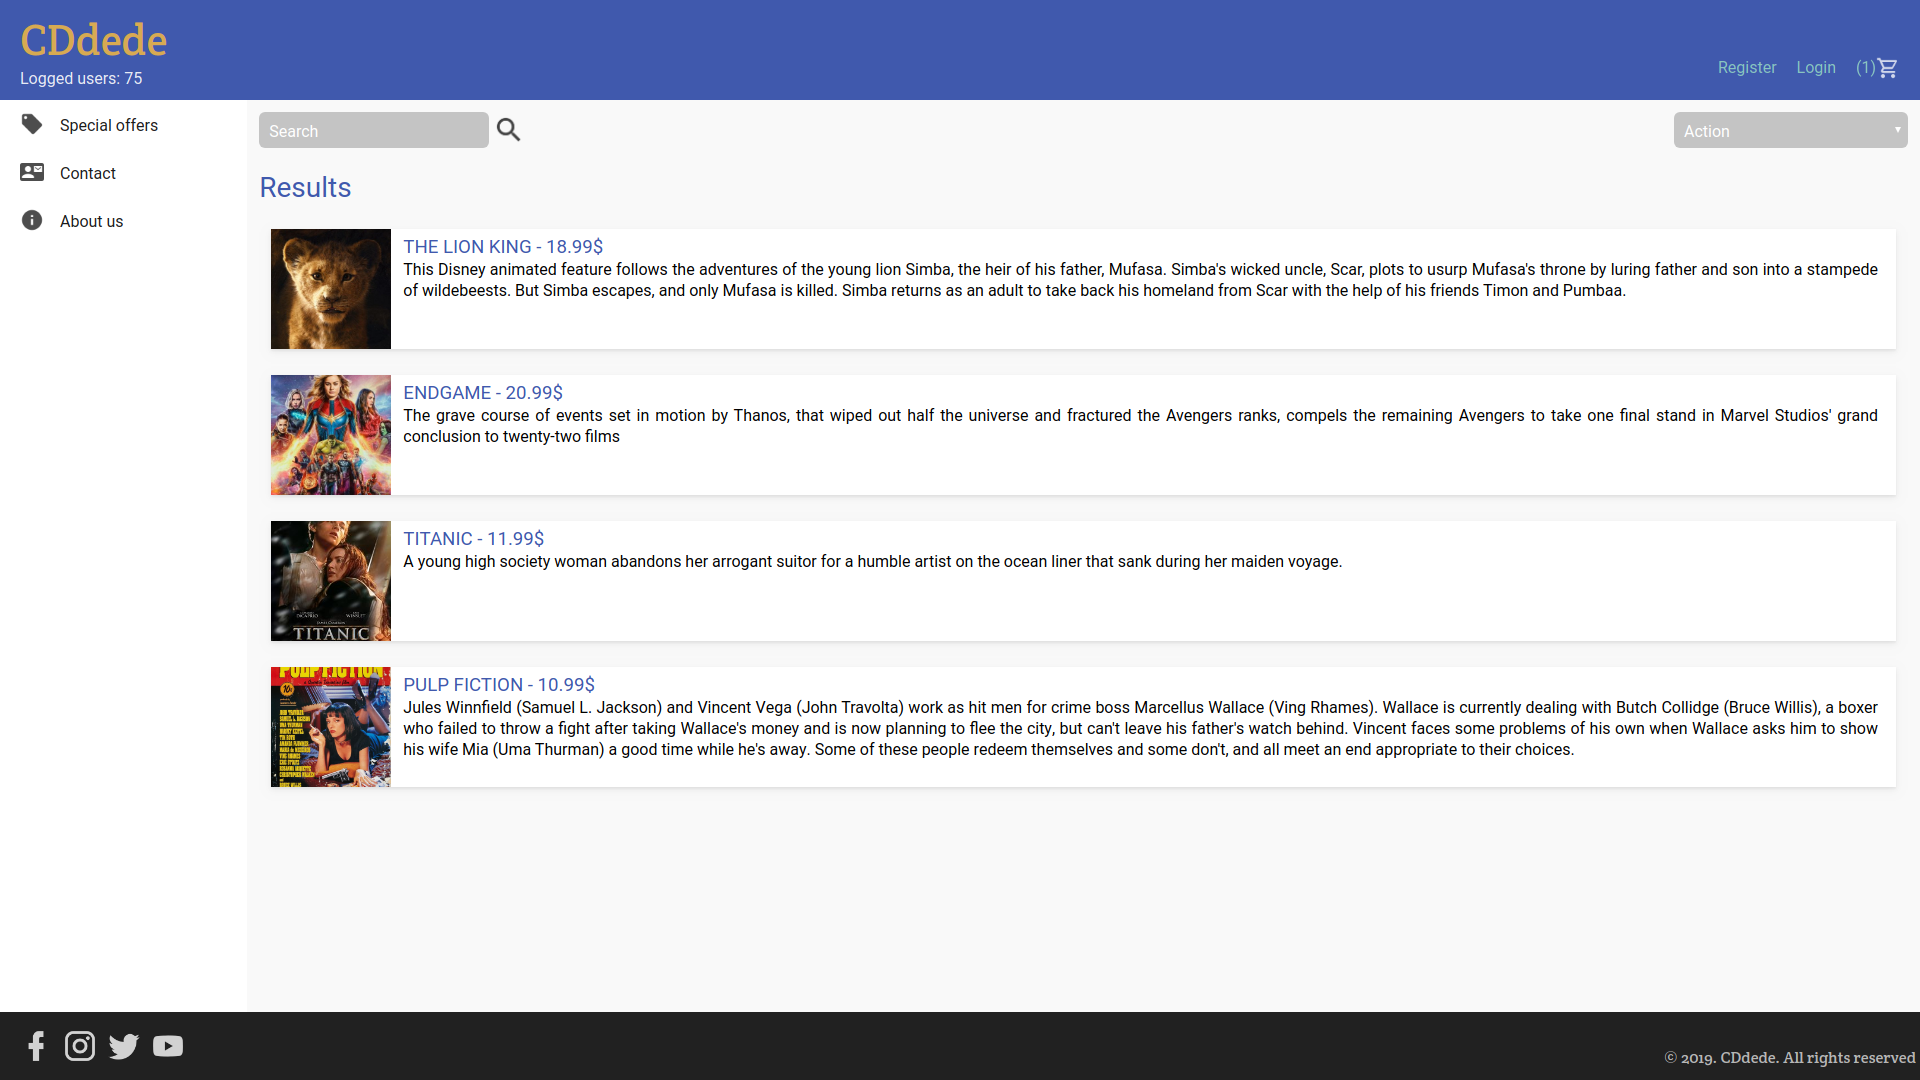 CDdede
Logged users: 75
Register Login (1)
Special offers
Contact
About us
Search
Action
Results
THE LION KING - 18.99$
This Disney animated feature follows the adventures of the young lion Simba, the heir of his father, Mufasa. Simba's wicked uncle, Scar, plots to usurp Mufasa's throne by luring father and son into a stampede
of wildebeests. But Simba escapes, and only Mufasa is killed. Simba returns as an adult to take back his homeland from Scar with the help of his friends Timon and Pumbaa.
ENDGAME - 20.99$
The grave course of events set in motion by Thanos, that wiped out half the universe and fractured the Avengers ranks, compels the remaining Avengers to take one final stand in Marvel Studios' grand
conclusion to twenty-two films
TITANIC
TITANIC - 11.99$
A young high society woman abandons her arrogant suitor for a humble artist on the ocean liner that sank during her maiden voyage.
PULP FICTION
PULP FICTION - 10.99$
Jules Winnfield (Samuel L. Jackson) and Vincent Vega (John Travolta) work as hit men for crime boss Marcellus Wallace (Ving Rhames). Wallace is currently dealing with Butch Collidge (Bruce Willis), a boxer
who failed to throw a fight after taking Wallace's money and is now planning to flee the city, but can't leave his father's watch behind. Vincent faces some problems of his own when Wallace asks him to show
his wife Mia (Uma Thurman) a good time while he's away. Some of these people redeem themselves and some don't, and all meet an end appropriate to their choices.
© 2019. CDdede. All rights reserved